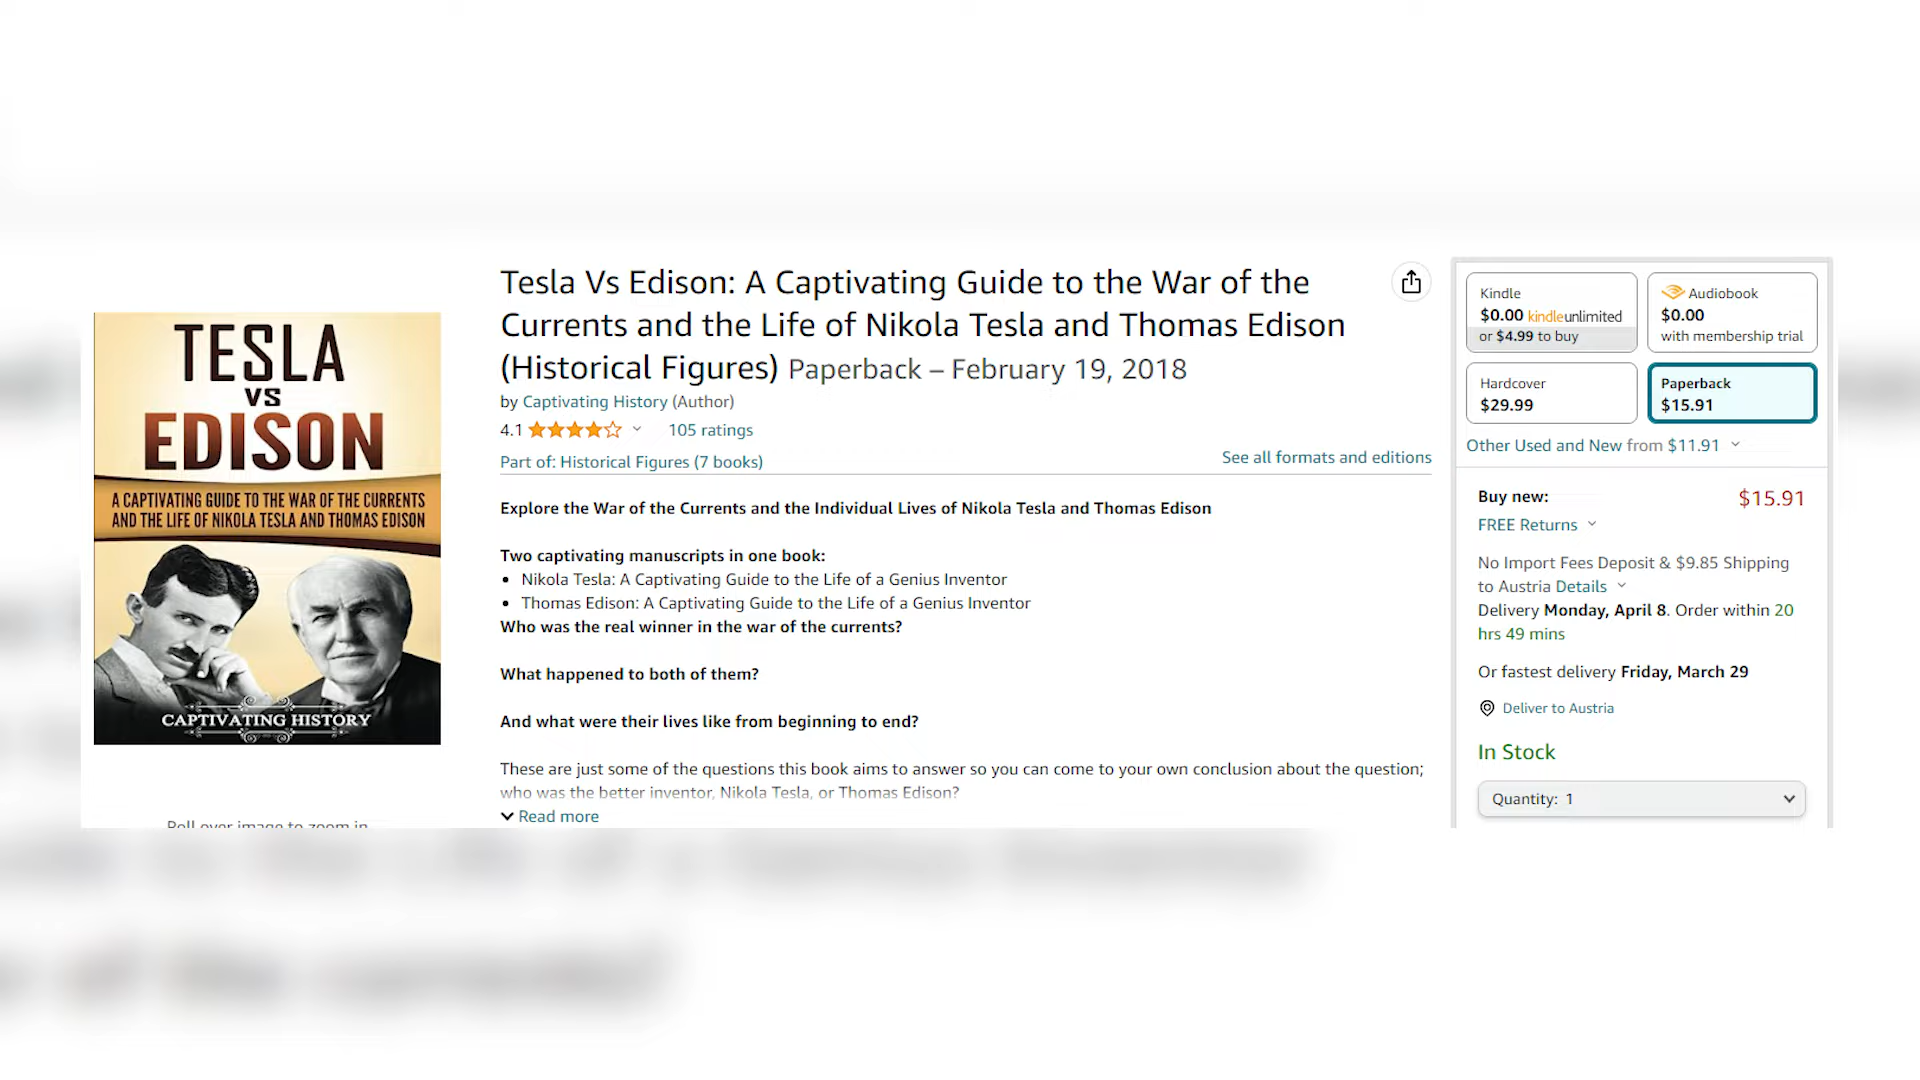 TESLA
VS
EDISON
A CAPTIVATING GUIDE TO THE WAR OF THE CURRENTS
AND THE LIFE OF NIKOLA TESLA AND THOMAS EDISON
CAPTIVATING HISTORY
Roll over image to zoom in
Tesla Vs Edison: A Captivating Guide to the War of the
Currents and the Life of Nikola Tesla and Thomas Edison
(Historical Figures) Paperback – February 19, 2018
by Captivating History (Author)
4.1 105 ratings
Part of: Historical Figures (7 books)
See all formats and editions
Explore the War of the Currents and the Individual Lives of Nikola Tesla and Thomas Edison
Two captivating manuscripts in one book:
• Nikola Tesla: A Captivating Guide to the Life of a Genius Inventor
• Thomas Edison: A Captivating Guide to the Life of a Genius Inventor
Who was the real winner in the war of the currents?
What happened to both of them?
And what were their lives like from beginning to end?
These are just some of the questions this book aims to answer so you can come to your own conclusion about the question;
who was the better inventor, Nikola Tesla, or Thomas Edison?
Read more
Kindle
$0.00 kindleunlimited
or $4.99 to buy
Audiobook
$0.00
with membership trial
Hardcover
$29.99
Paperback
$15.91
Other Used and New from $11.91
Buy new: $15.91
FREE Returns
No Import Fees Deposit & $9.85 Shipping
to Austria Details
Delivery Monday, April 8. Order within 20
hrs 49 mins
Or fastest delivery Friday, March 29
Deliver to Austria
In Stock
Quantity: 1